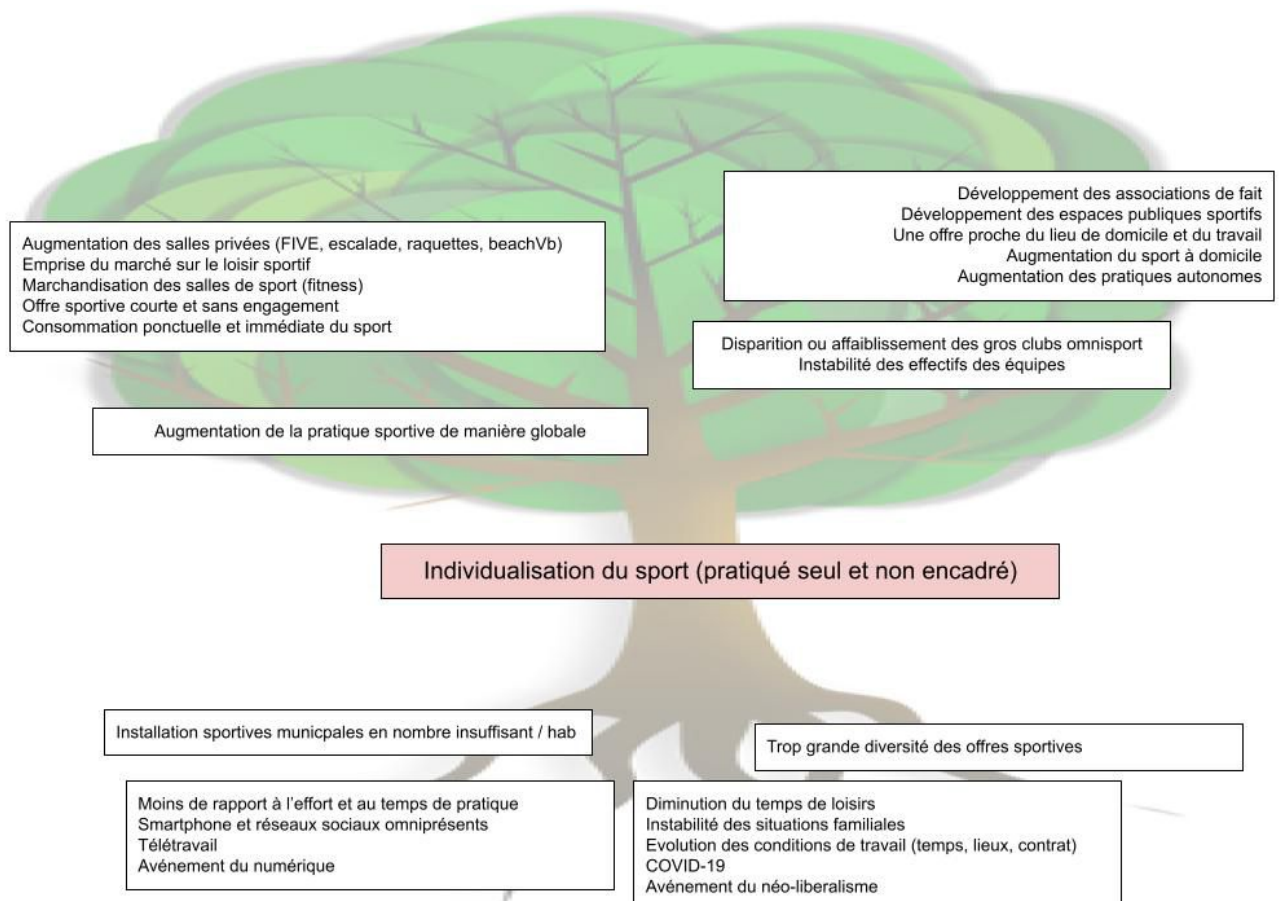 Développement des associations de fait
Développement des espaces publiques sportifs
Une offre proche du lieu de domicile et du travail
Augmentation du sport à domicile
Augmentation des pratiques autonomes
Augmentation des salles privées (FIVE, escalade, raquettes, beachVb)
Emprise du marché sur le loisir sportif
Marchandisation des salles de sport (fitness)
Offre sportive courte et sans engagement
Consommation ponctuelle et immédiate du sport
Disparition ou affaiblissement des gros clubs omnisport
Instabilité des effectifs des équipes
Augmentation de la pratique sportive de manière globale
Individualisation du sport (pratiqué seul et non encadré)
Installation sportives municpales en nombre insuffisant / hab
Trop grande diversité des offres sportives
Moins de rapport à l'effort et au temps de pratique
Smartphone et réseaux sociaux omniprésents
Télétravail
Avénement du numérique
Diminution du temps de loisirs
Instabilité des situations familiales
Evolution des conditions de travail (temps, lieux, contrat)
COVID-19
Avénement du néo-liberalisme